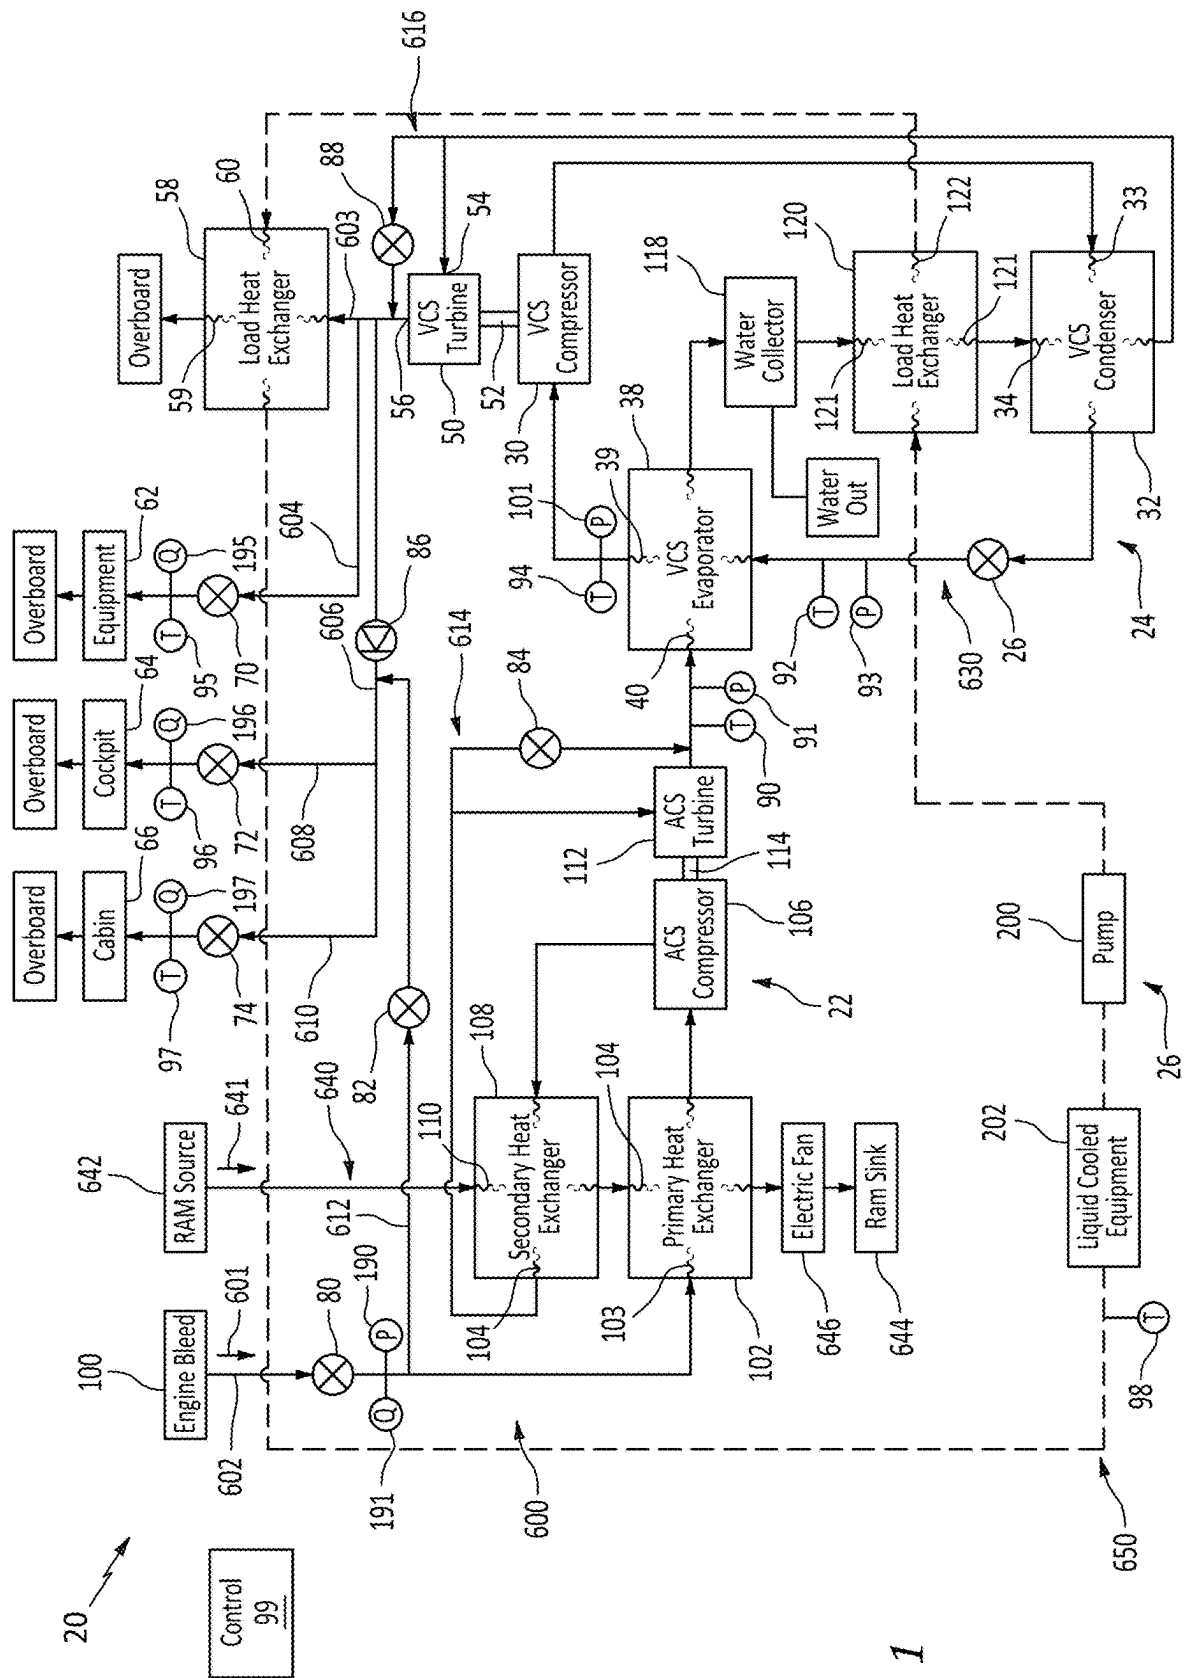 Overboard
Overboard
Overboard
20
100
642
Cabin
66
Cockpit
64
Equipment
62
Overboard
58
Engine Bleed
RAM Source
97
T
Q
197
96
T
Q
196
95
T
Q
195
59
60
602
601
641
74
72
70
Load Heat
Exchanger
Control
99
80
640
610
608
606
604
603
88
616
191
Q
P
190
612
82
86
56
VCS
Turbine
54
600
104
110
108
614
50
52
Secondary Heat
Exchanger
84
30
VCS
Compressor
94
T
P
101
39
38
103
104
112
40
VCS
Evaporator
118
Primary Heat
Exchanger
ACS
Compressor
ACS
Turbine
114
102
106
90
T
P
91
Water
Collector
646
Electric Fan
22
92
T
121
120
644
Ram Sink
93
P
Water
Out
Load Heat
Exchanger
122
1
630
34
121
202
200
26
VCS
Condenser
33
650
Liquid Cooled
Equipment
Pump
98
T
26
24
32